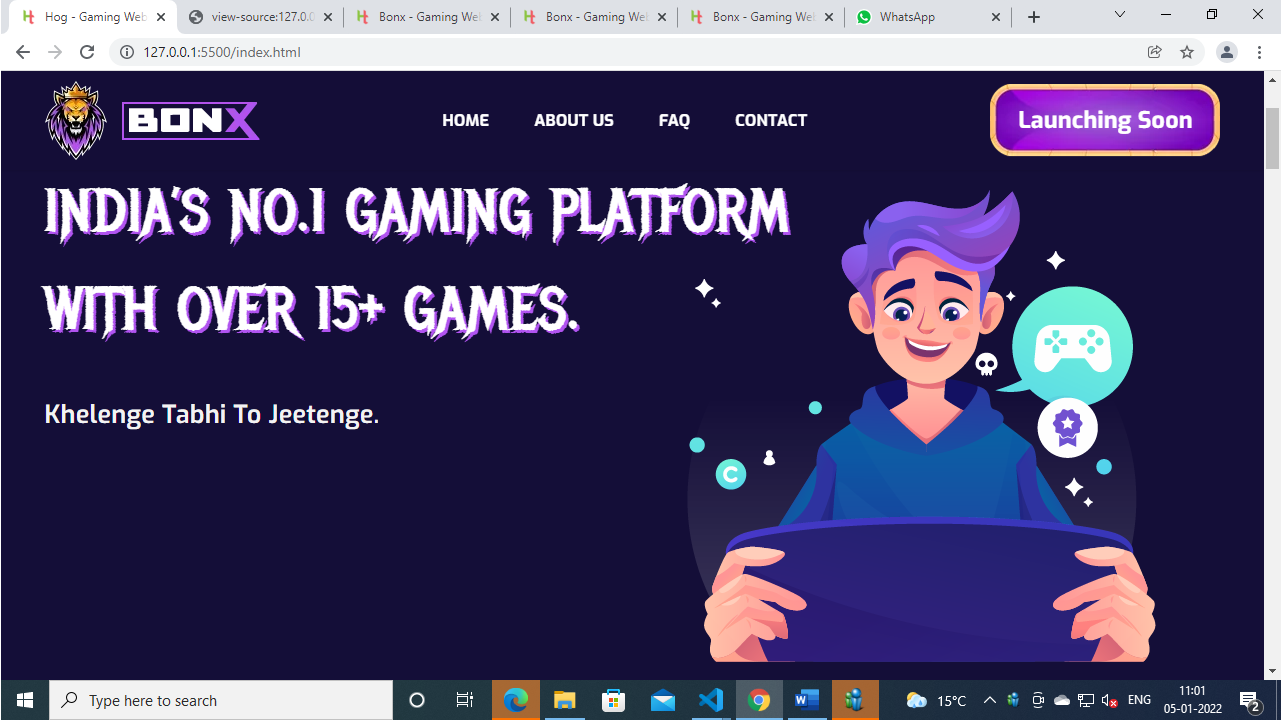 Hog - Gaming Web
view-source:127.0.0
Bonx - Gaming Web
Bonx - Gaming Web
Bonx - Gaming Web
WhatsApp
127.0.0.1:5500/index.html
BONX
HOME
ABOUT US
FAQ
CONTACT
Launching Soon
INDIA'S NO.1 GAMING PLATFORM
WITH OVER 15+ GAMES.
Khelenge Tabhi To Jeetenge.
C
Type here to search
15°C
ENG
11:01
05-01-2022
2